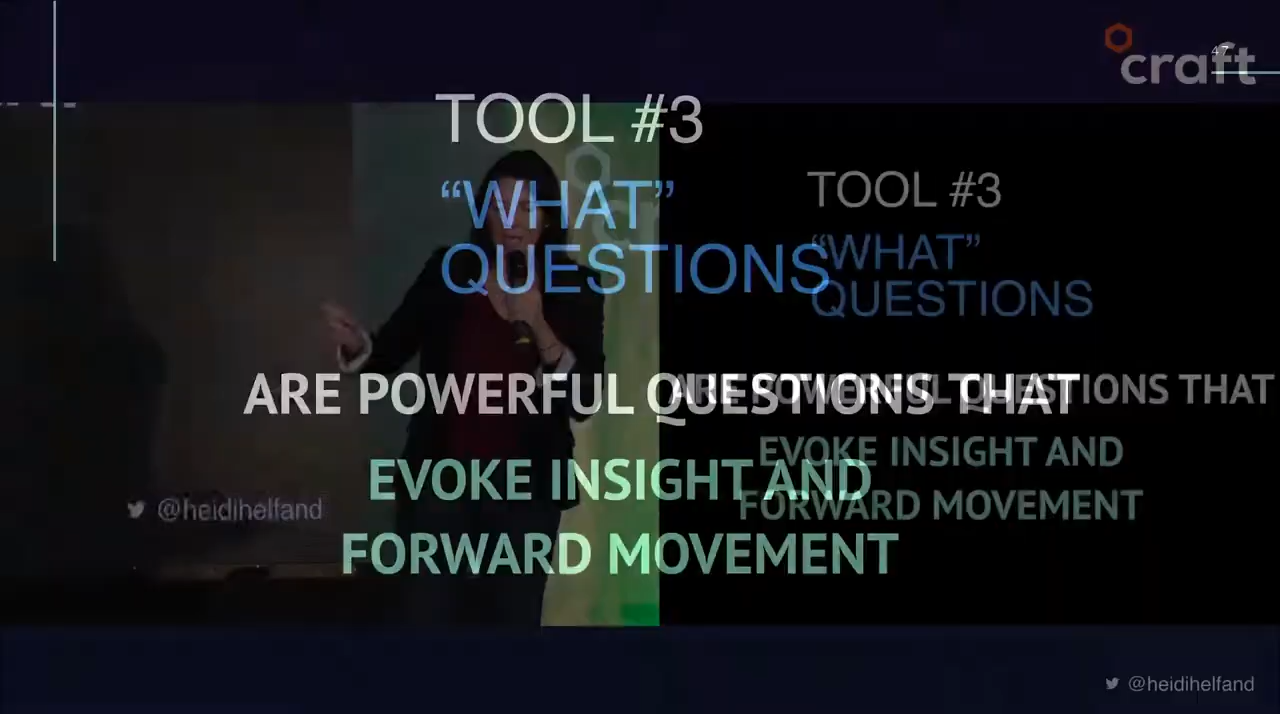 craft
47
TOOL #3
“WHAT”
QUESTIONS
ARE POWERFUL QUESTIONS THAT
EVOKE INSIGHT AND
FORWARD MOVEMENT
TOOL #3
“WHAT”
QUESTIONS
ARE POWERFUL QUESTIONS THAT
EVOKE INSIGHT AND
FORWARD MOVEMENT
@heidihelfand
@heidihelfand